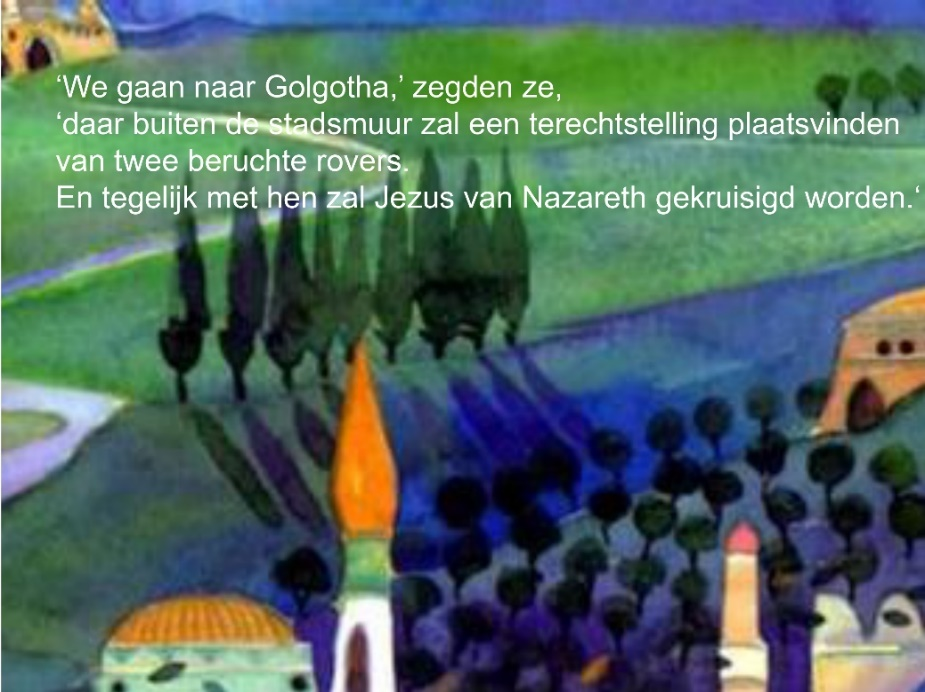 ‘We gaan naar Golgotha,’ zegden ze,
‘daar buiten de stadsmuur zal een terechtstelling plaatsvinden
van twee beruchte rovers.
En tegelijk met hen zal Jezus van Nazareth gekruisigd worden.‘